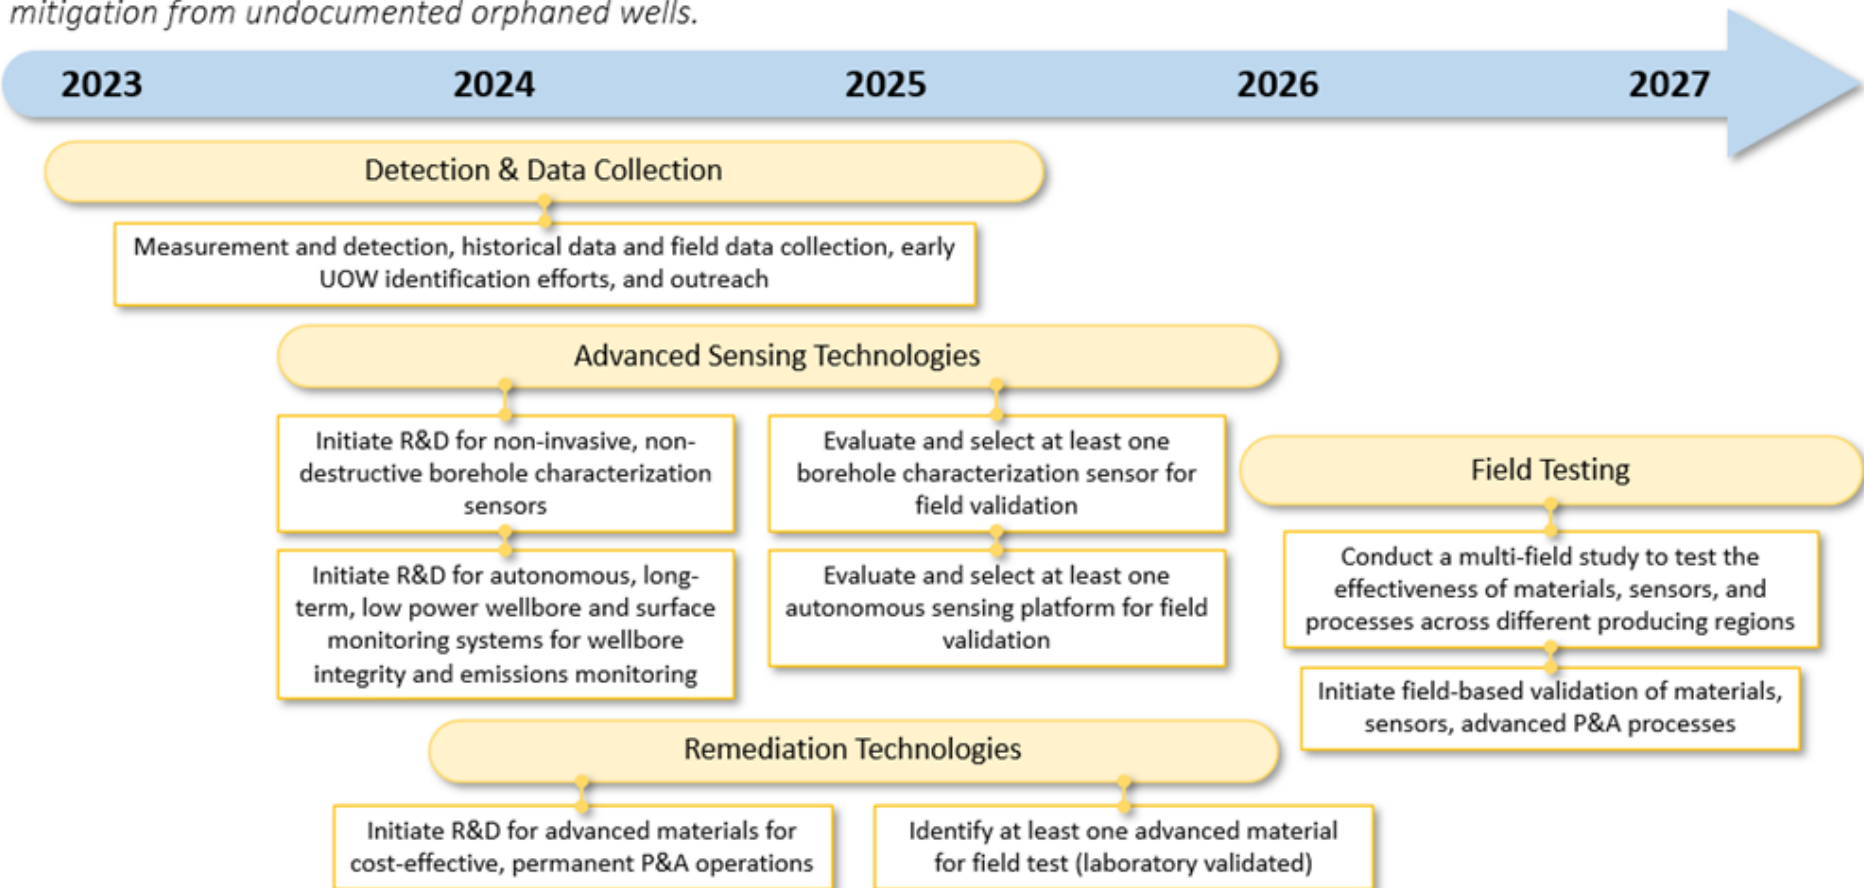 mitigation from undocumented orphaned wells.
2023 2024 2025 2026 2027
Detection & Data Collection
Measurement and detection, historical data and field data collection, early
UOW identification efforts, and outreach
Advanced Sensing Technologies
Initiate R&D for non-invasive, non-
destructive borehole characterization
sensors
Initiate R&D for autonomous, long-
term, low power wellbore and surface
monitoring systems for wellbore
integrity and emissions monitoring
Evaluate and select at least one
borehole characterization sensor for
field validation
Evaluate and select at least one
autonomous sensing platform for field
validation
Field Testing
Conduct a multi-field study to test the
effectiveness of materials, sensors, and
processes across different producing regions
Initiate field-based validation of materials,
sensors, advanced P&A processes
Remediation Technologies
Initiate R&D for advanced materials for
cost-effective, permanent P&A operations
Identify at least one advanced material
for field test (laboratory validated)